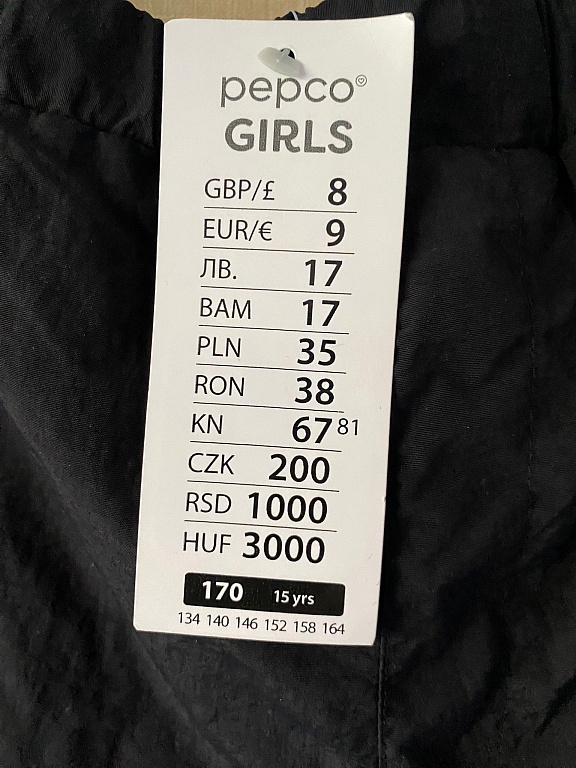 pepco
GIRLS
GBP/£ 8
EUR/€ 9
ЛВ. 17
BAM 17
PLN 35
RON 38
KN 67 81
CZK 200
RSD 1000
HUF 3000
170 15 yrs
134 140 146 152 158 164